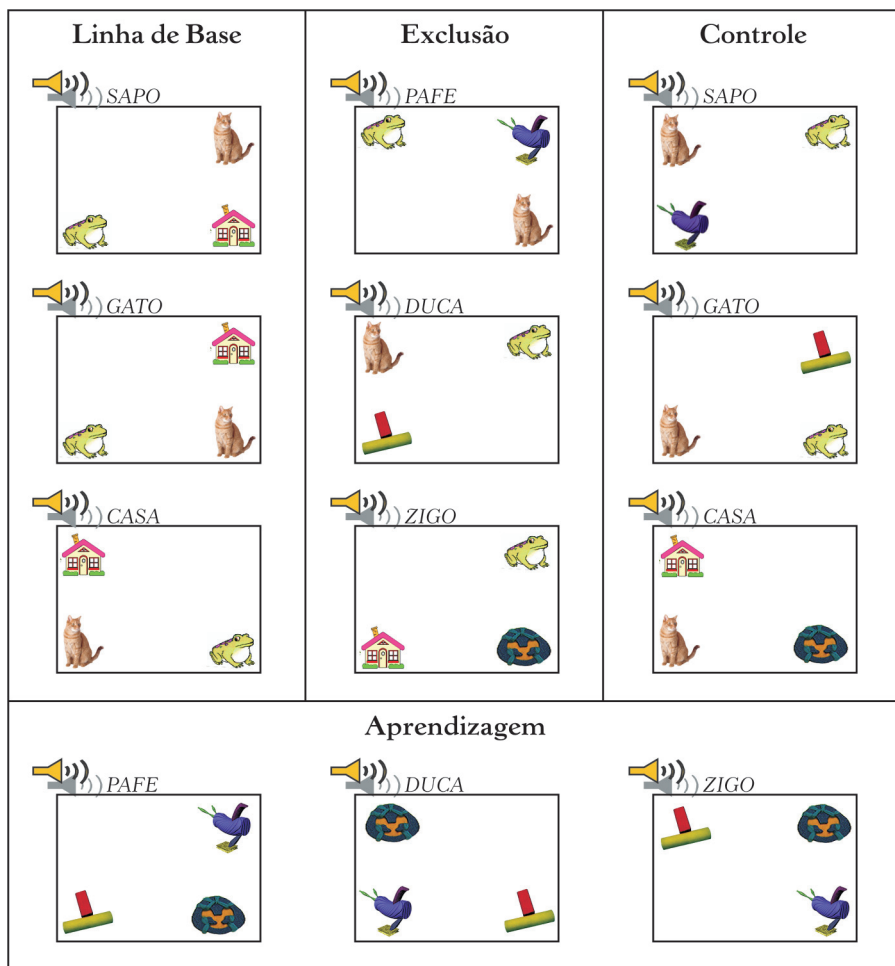 Linha de Base
Exclusão
Controle
SAPO
PAFE
SAPO
GATO
DUCA
GATO
CASA
ZIGO
CASA
Aprendizagem
PAFE
DUCA
ZIGO